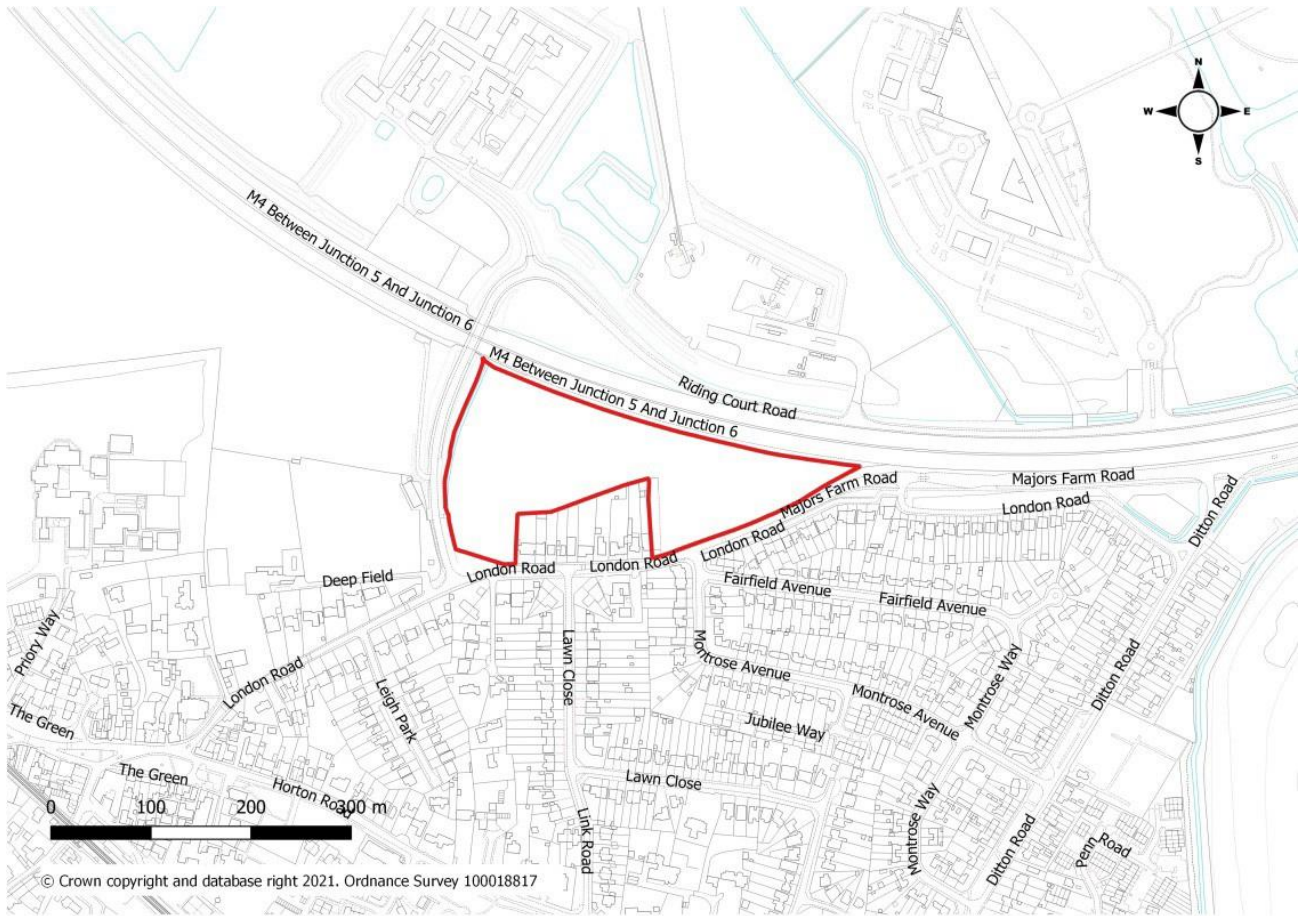 N
W
E
S
M4 Between Junction 5 And Junction 6
M4 Between Junction 5 And Junction 6
Riding Court Road
Majors Farm Road
Majors Farm Road
London Road
Ditton Road
London Road
London Road
London Road
Deep Field
Fairfield Avenue
Fairfield Avenue
Priory Way
London Road
Lawn Close
Montrose Avenue
Montrose Way
Ditton Road
Leigh Park
Montrose Avenue
The Green
Jubilee Way
The Green
Horton Road
Lawn Close
Link Road
Montrose Way
Ditton Road
Penn Road
0 100 200 300 m
© Crown copyright and database right 2021. Ordnance Survey 100018817